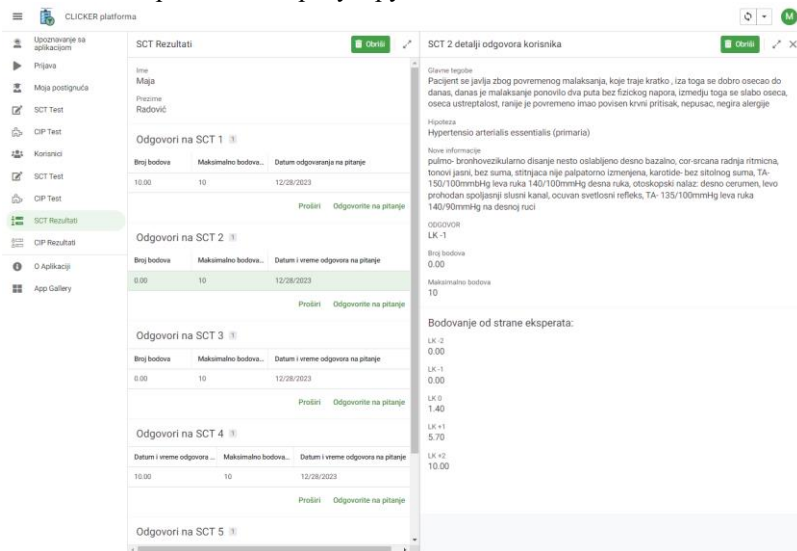 CLICKER platforma
M
Upoznavanje sa
aplikacijom
Prijava
Moja postignuća
SCT Test
CIP Test
Korisnici
SCT Test
CIP Test
SCT Rezultati
CIP Rezultati
O Aplikaciji
App Gallery
SCT Rezultati
Obriši
Ime
Maja
Prezime
Radović
Odgovori na SCT 1 1
Broj bodova Maksimalno bodova... Datum odgovaranja na pitanje
10.00 10 12/28/2023
Proširi Odgovorite na pitanje
Odgovori na SCT 2 1
Broj bodova Maksimalno bodova... Datum i vreme odgovora na pitanje
0.00 10 12/28/2023
Proširi Odgovorite na pitanje
Odgovori na SCT 3 1
Broj bodova Maksimalno bodova... Datum i vreme odgovora na pitanje
0.00 10 12/28/2023
Proširi Odgovorite na pitanje
Odgovori na SCT 4 1
Datum i vreme odgovora ... Maksimalno bodova... Datum i vreme odgovora na pitanje
10.00 10 12/28/2023
Proširi Odgovorite na pitanje
Odgovori na SCT 5 1
SCT 2 detalji odgovora korisnika
Obriši
Glavne tegobe
Pacijent se javlja zbog povremenog malaksanja, koje traje kratko , iza toga se dobro osecao do
danas, danas je malaksanje ponovilo dva puta bez fizickog napora, izmedju toga se slabo oseca,
oseca ustreptalost, ranije je povremeno imao povisen krvni pritisak, nepusac, negira alergije
Hipoteza
Hypertensio arterialis essentialis (primaria)
Nove informacije
pulmo- bronhovezikularno disanje nesto oslabljeno desno bazalno, cor-srcana radnja ritmicna,
tonovi jasni, bez suma, stitnjaca nije palpatorno izmenjena, karotide- bez sitolnog suma, TA-
150/100mmbHg leva ruka 140/100mmHg desna ruka, otoskopski nalaz: desno cerumen, levo
prohodan spoljasnji slusni kanal, ocuvan svetlosni refleks, TA- 135/100mmHg leva ruka
140/90mmHg na desnoj ruci
ODGOVOR
LK -1
Broj bodova
0.00
Maksimalno bodova
10
Bodovanje od strane eksperata:
LK -2
0.00
LK -1
0.00
LK 0
1.40
LK +1
5.70
LK +2
10.00